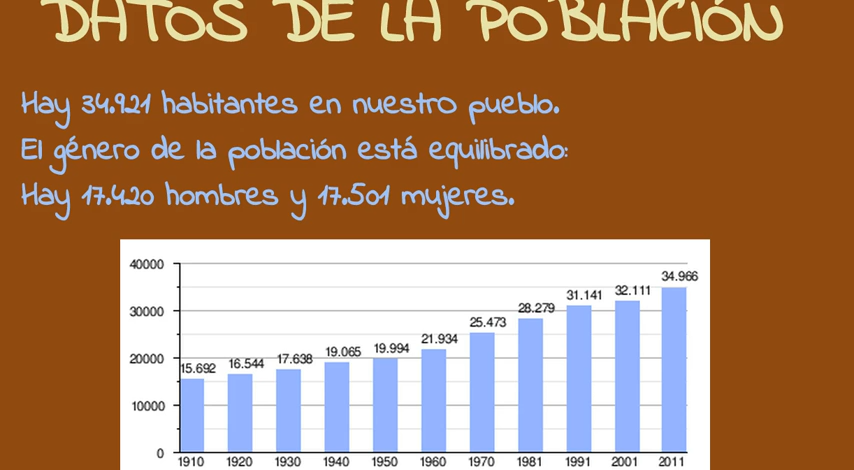 DATOS DE LA POBLACIÓN
Hay 34.921 habitantes en nuestro pueblo.
El género de la población está equilibrado:
Hay 17.420 hombres y 17.501 mujeres.
40000
30000
20000
10000
0
15.692 16.544 17.638 19.065 19.994 21.934 25.473 28.279 31.141 32.111 34.966
1910 1920 1930 1940 1950 1960 1970 1981 1991 2001 2011